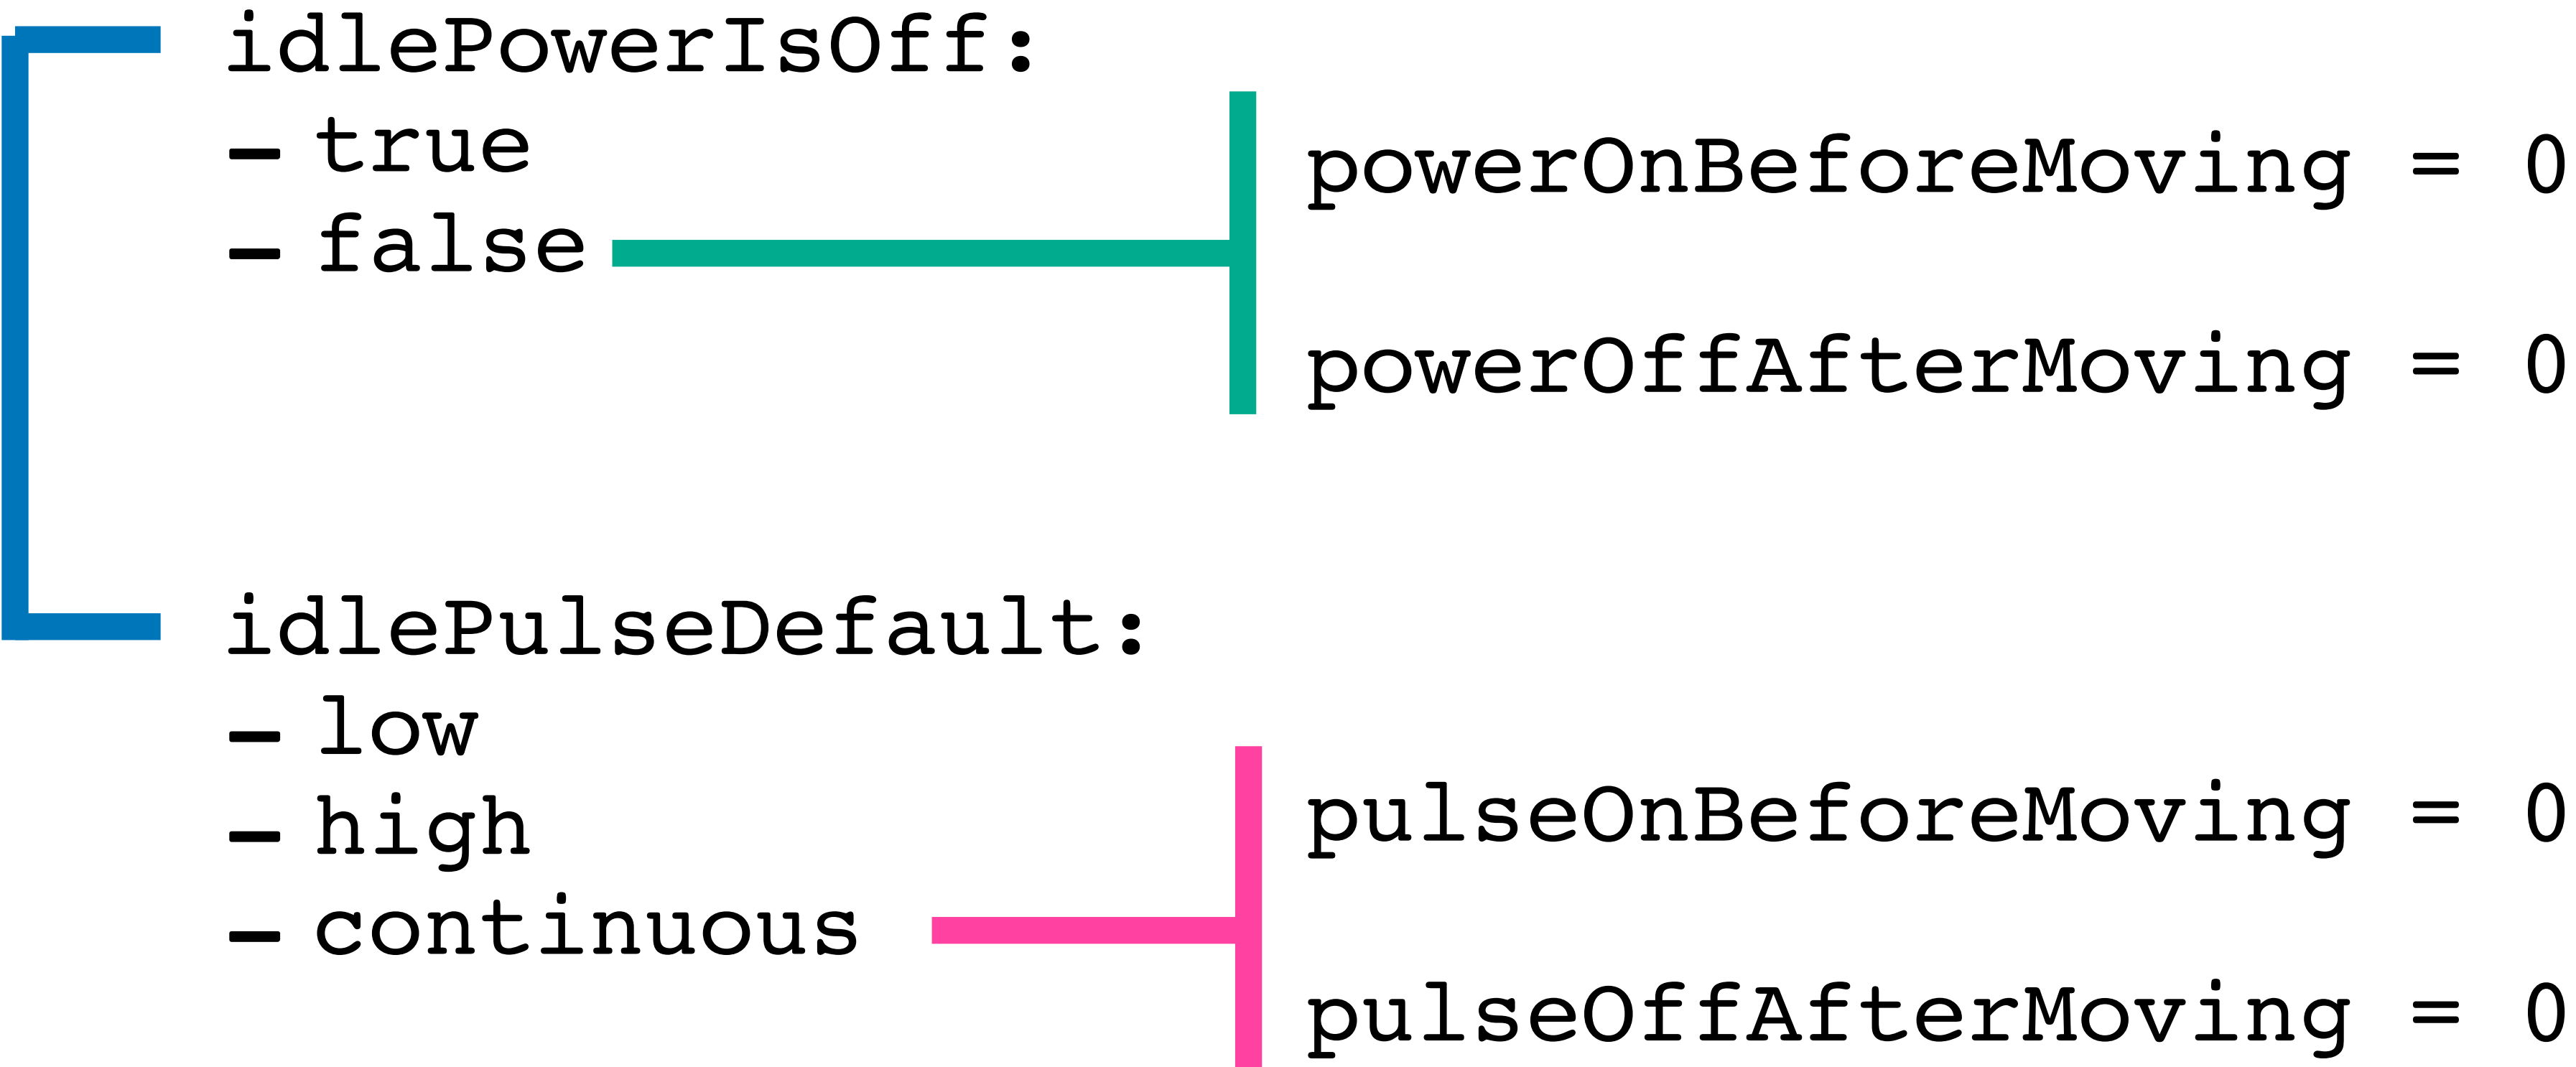 idlePowerIsOff:
- true
- false
powerOnBeforeMoving = 0
powerOffAfterMoving = 0
idlePulseDefault:
- low
- high
- continuous
pulseOnBeforeMoving = 0
pulseOffAfterMoving = 0